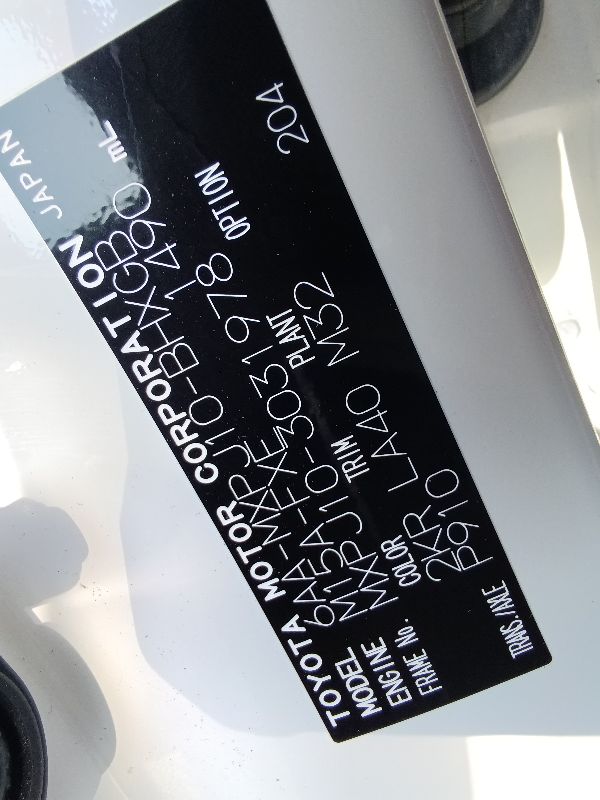 TOYOTA MOTOR CORPORATION JAPAN
MODEL 6AA-MXPJ10-BHXGB
ENGINE M15A-FXE 1490 mL
FRAME No. MXPJ10-3031978
COLOR TRIM PLANT OPTION
2KR LA40 M32 204
TRANS./AXLE P910